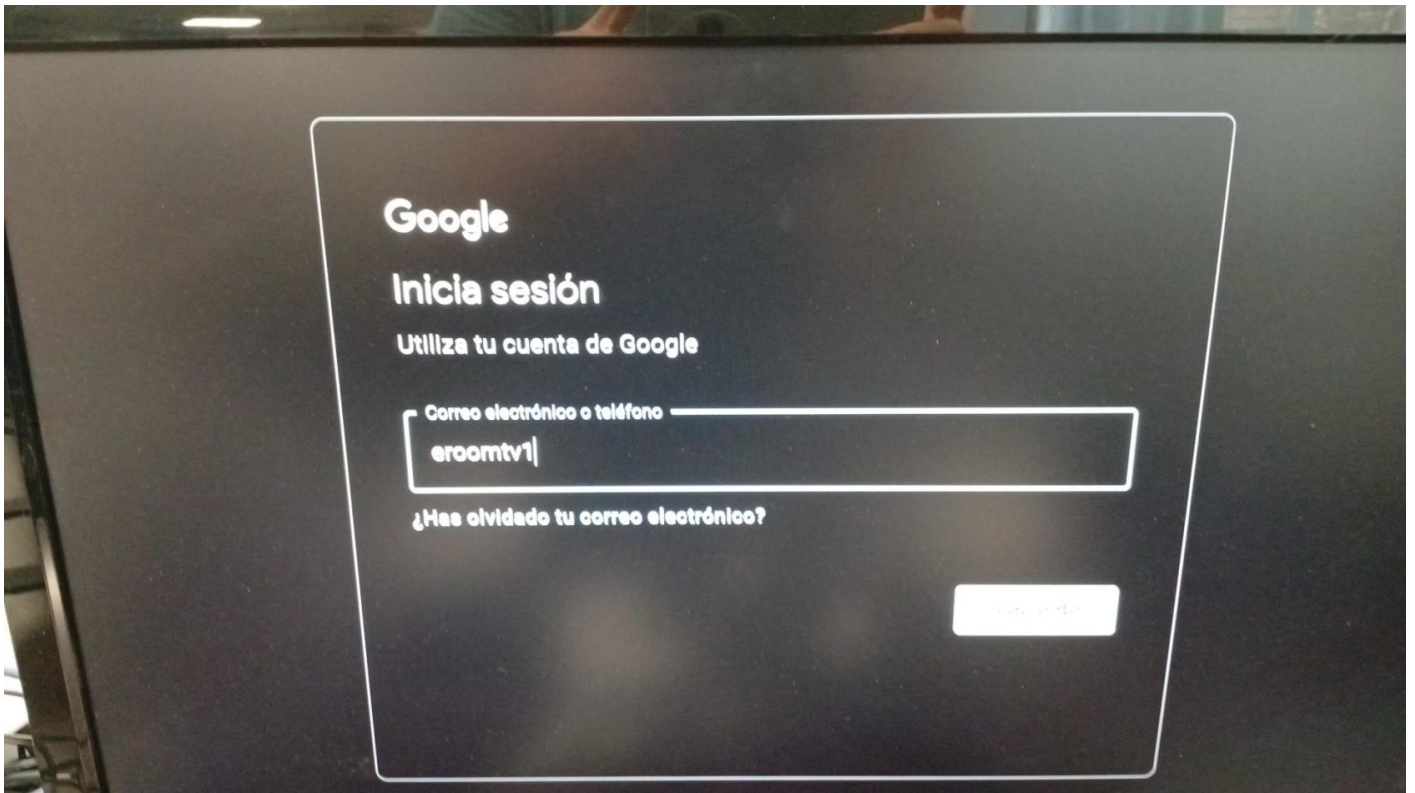 Google
Inicia sesión
Utiliza tu cuenta de Google
Correo electrónico o teléfono
eroomtv1
¿Has olvidado tu correo electrónico?